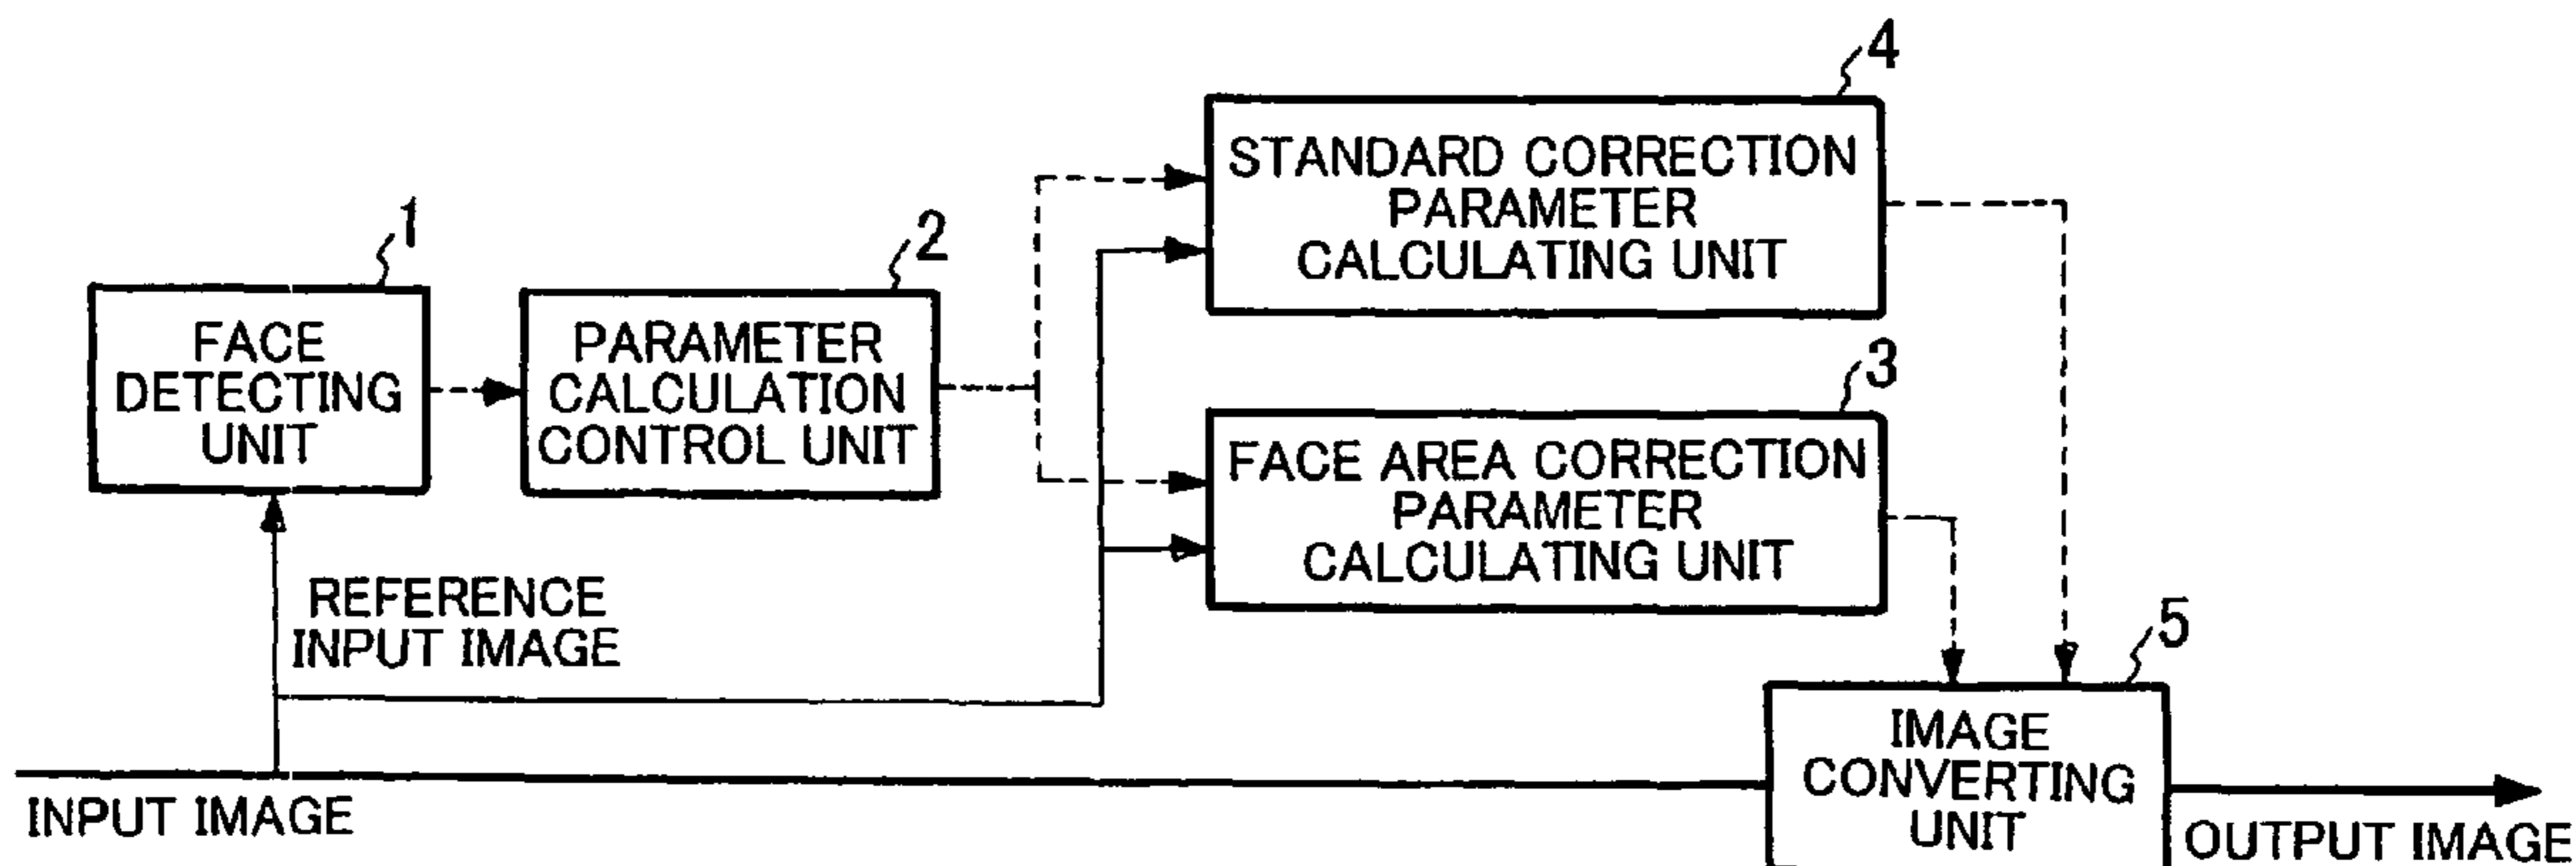 4
STANDARD CORRECTION
PARAMETER
CALCULATING UNIT
1
FACE
DETECTING
UNIT
2
PARAMETER
CALCULATION
CONTROL UNIT
3
FACE AREA CORRECTION
PARAMETER
CALCULATING UNIT
REFERENCE
INPUT IMAGE
5
IMAGE
CONVERTING
UNIT
INPUT IMAGE
OUTPUT IMAGE